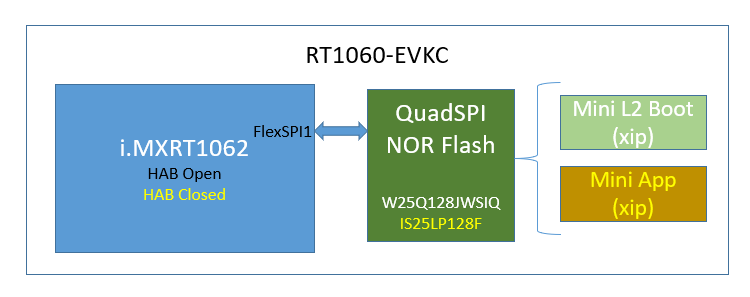 RT1060-EVKC
i.MXRT1062
HAB Open
HAB Closed
FlexSPI1
QuadSPI
NOR Flash
W25Q128JWSIQ
IS25LP128F
Mini L2 Boot
(xip)
Mini App
(xip)